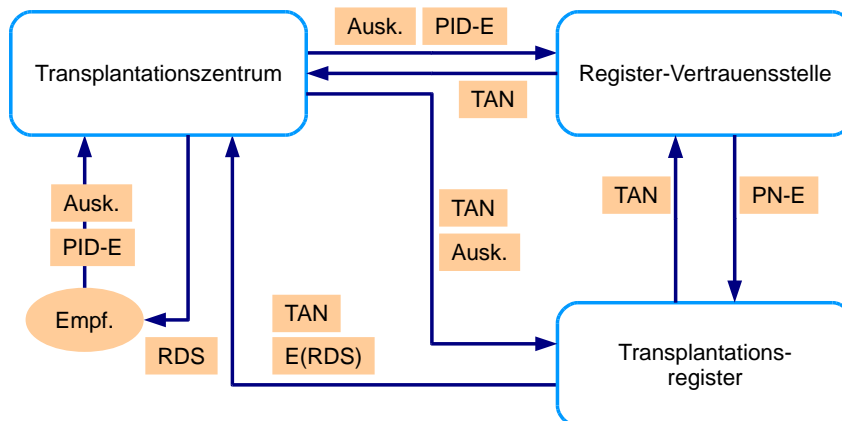 Ausk. PID-E
Transplantationszentrum
Register-Vertrauensstelle
TAN
Ausk.
PID-E
TAN
Ausk.
TAN
PN-E
Empf.
RDS
TAN
E(RDS)
Transplantations-
register